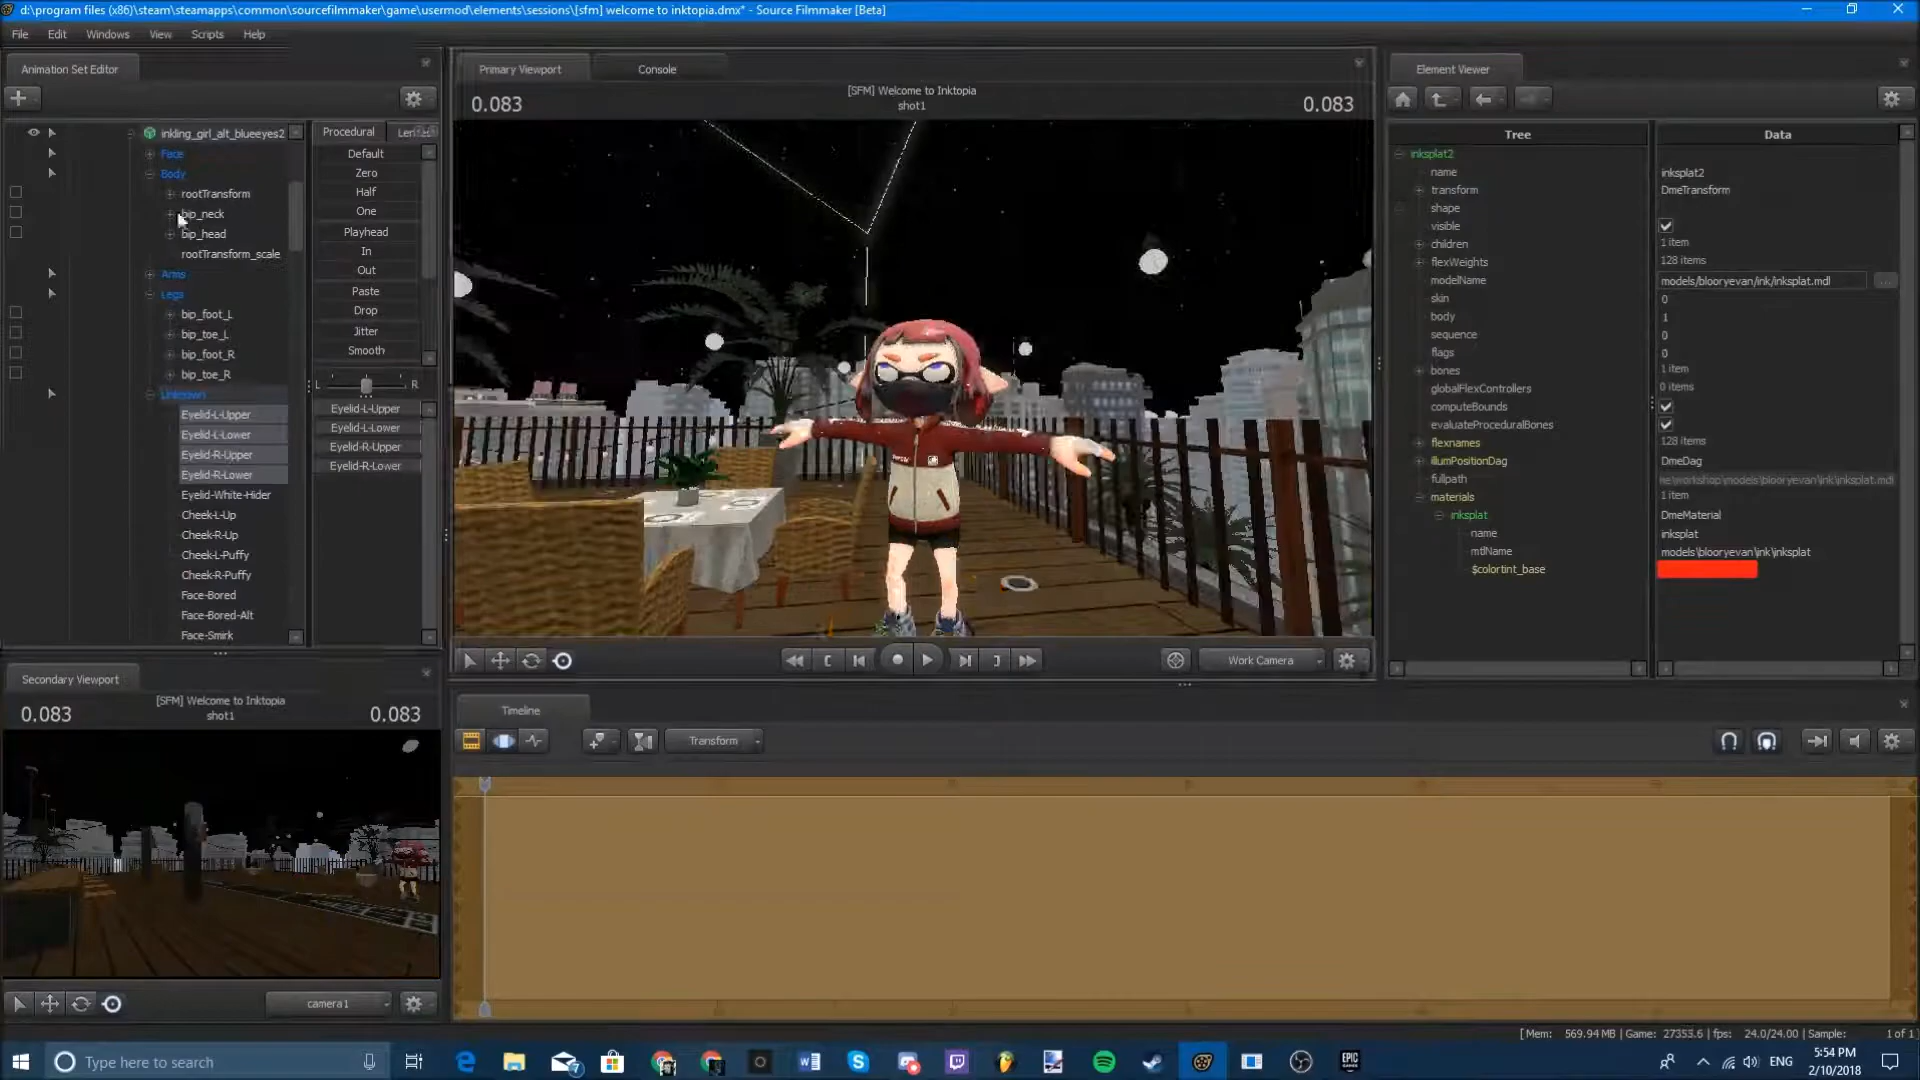 d:\program files (x86)\steam\steamapps\common\sourcefilmmaker\game\usermod\elements\sessions\[sfm] welcome to inktopia.dmx* - Source Filmmaker [Beta]
File Edit Windows View Scripts Help
Animation Set Editor
inkling_girl_alt_blueeyes2
Face
Body
rootTransform
bip_neck
bip_head
rootTransform_scale
Arms
Legs
bip_foot_L
bip_toe_L
bip_foot_R
bip_toe_R
Unknown
Eyelid-L-Upper
Eyelid-L-Lower
Eyelid-R-Upper
Eyelid-R-Lower
Eyelid-White-Hider
Cheek-L-Up
Cheek-R-Up
Cheek-L-Puffy
Cheek-R-Puffy
Face-Bored
Face-Bored-Alt
Face-Smirk
Procedural
Default
Zero
Half
One
Playhead
In
Out
Paste
Drop
Jitter
Smooth
L R
Eyelid-L-Upper
Eyelid-L-Lower
Eyelid-R-Upper
Eyelid-R-Lower
Primary Viewport Console
[SFM] Welcome to Inktopia
0.083 shot1 0.083
Work Camera
Element Viewer
Tree Data
inksplat2
name inksplat2
transform DmeTransform
shape
visible
children 1 item
flexWeights 128 items
modelName models/blooryevan/ink/inksplat.mdl
skin 0
body 1
sequence 0
flags 0
bones 1 item
globalFlexControllers 0 items
computeBounds
evaluateProceduralBones
flexnames 128 items
illumPositionDag DmeDag
fullpath \workshop\models\blooryevan\ink\inksplat.mdl
materials 1 item
inksplat DmeMaterial
name inksplat
mtlName models\blooryevan\ink\inksplat
$colortint_base
Secondary Viewport
[SFM] Welcome to Inktopia
0.083 shot1 0.083
camera1
Timeline
Transform
[ Mem: 569.94 MB | Game: 27353.6 | fps: 24.0/24.00 | Sample: 1 of 1 ]
Type here to search
7
EPIC GAMES
ENG
5:54 PM
2/10/2018